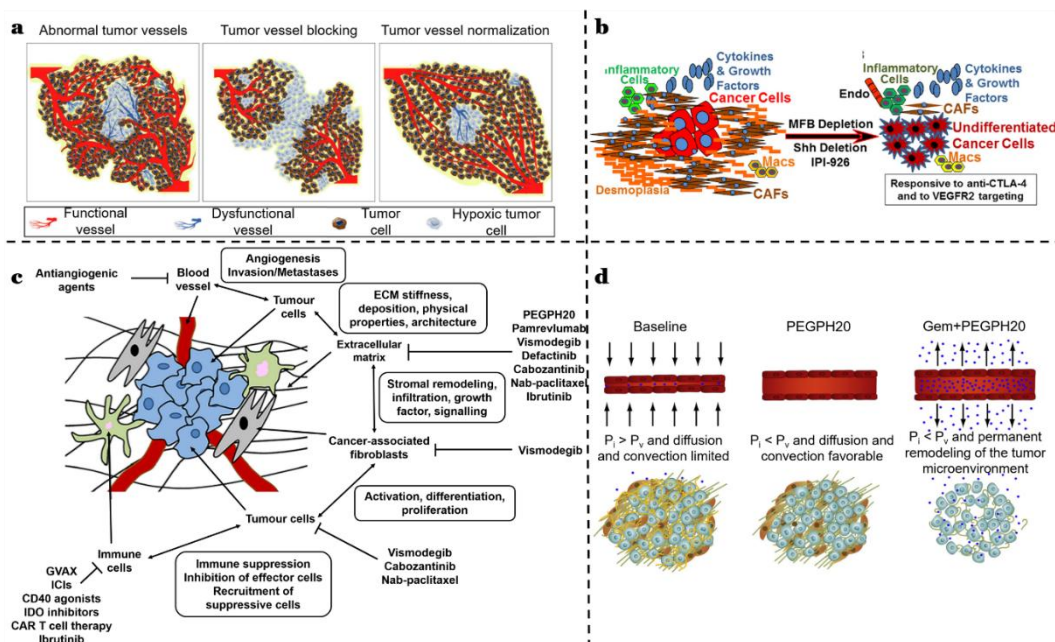 a
Abnormal tumor vessels
Tumor vessel blocking
Tumor vessel normalization
Functional
vessel
Dysfunctional
vessel
Tumor
cell
Hypoxic tumor
cell
b
Inflammatory
Cells
Cytokines
& Growth
Factors
Cancer Cells
Macs
Desmoplasia
CAFs
MFB Depletion
Shh Deletion
IPI-926
Inflammatory
Cells
Endo
Cytokines
& Growth
Factors
CAFs
Undifferentiated
Cancer Cells
Macs
Responsive to anti-CTLA-4
and to VEGFR2 targeting
c
Antiangiogenic
agents
Blood
vessel
Angiogenesis
Invasion/Metastases
Tumour
cells
ECM stiffness,
deposition, physical
properties, architecture
Extracellular
matrix
PEGPH20
Pamrevlumab
Vismodegib
Defactinib
Cabozantinib
Nab-paclitaxel
Ibrutinib
Stromal remodeling,
infiltration, growth
factor, signalling
Cancer-associated
fibroblasts
Vismodegib
Activation, differentiation,
proliferation
Tumour cells
Vismodegib
Cabozantinib
Nab-paclitaxel
Immune
cells
Immune suppression
Inhibition of effector cells
Recruitment of
suppressive cells
GVAX
ICIs
CD40 agonists
IDO inhibitors
CAR T cell therapy
Ibrutinib
d
Baseline
PEGPH20
Gem+PEGPH20
Pi > Pv and diffusion
and convection limited
Pi < Pv and diffusion and
convection favorable
Pi < Pv and permanent
remodeling of the tumor
microenvironment